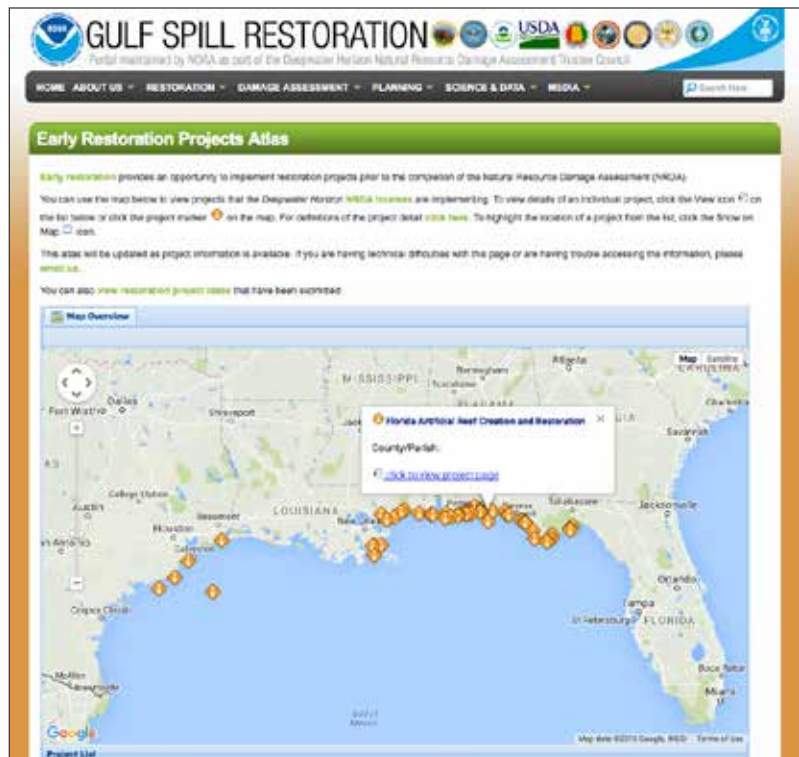 GULF SPILL RESTORATION
USDA
Portal maintained by NOAA as part of the Deepwater Horizon Natural Resource Damage Assessment Trustee Council
HOME ABOUT US RESTORATION DAMAGE ASSESSMENT PLANNING SCIENCE & DATA MEDIA Search Here
Early Restoration Projects Atlas
Early restoration provides an opportunity to implement restoration projects prior to the completion of the Natural Resource Damage Assessment (NRDA).
You can use the map below to view projects that the Deepwater Horizon NRDA trustees are implementing. To view details of an individual project, click the View icon on
the list below or click the project marker on the map. For definitions of the project detail click here. To highlight the location of a project from the list, click the Show on
Map icon.
This atlas will be updated as project information is available. If you are having technical difficulties with this page or are having trouble accessing the information, please
email us.
You can also view restoration project ideas that have been submitted.
Map Overview
Map Satellite
Atlanta
MISSISSIPPI
Birmingham
Tuscaloosa
Dallas
Fort Worth
Shreveport
Florida Artificial Reef Creation and Restoration
County/Parish:
click to view project page
Savannah
College Station
Austin
Beaumont
LOUISIANA
Tallahassee
Jacksonville
Houston
San Antonio
Galveston
Corpus Christi
Orlando
Tampa
St Petersburg
FLORIDA
McAllen
Brownsville
Boca Raton
Miami
Gulf of
Mexico
Google
Map data ©2015 Google, INEGI Terms of Use
Project List